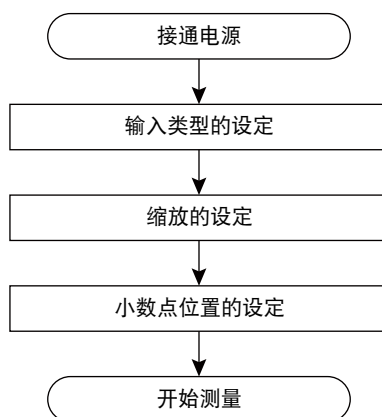 接通电源
输入类型的设定
缩放的设定
小数点位置的设定
开始测量